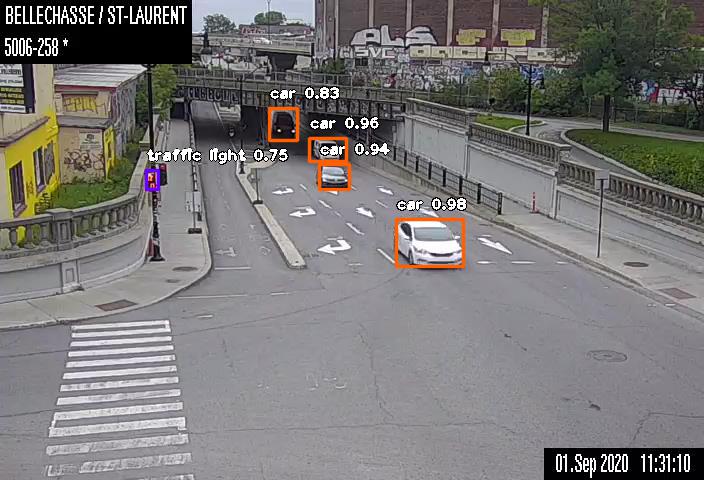 BELLECHASSE / ST-LAURENT
5006-258 *
car 0.83
car 0.96
car 0.94
traffic light 0.75
car 0.98
01.Sep 2020 11:31:10